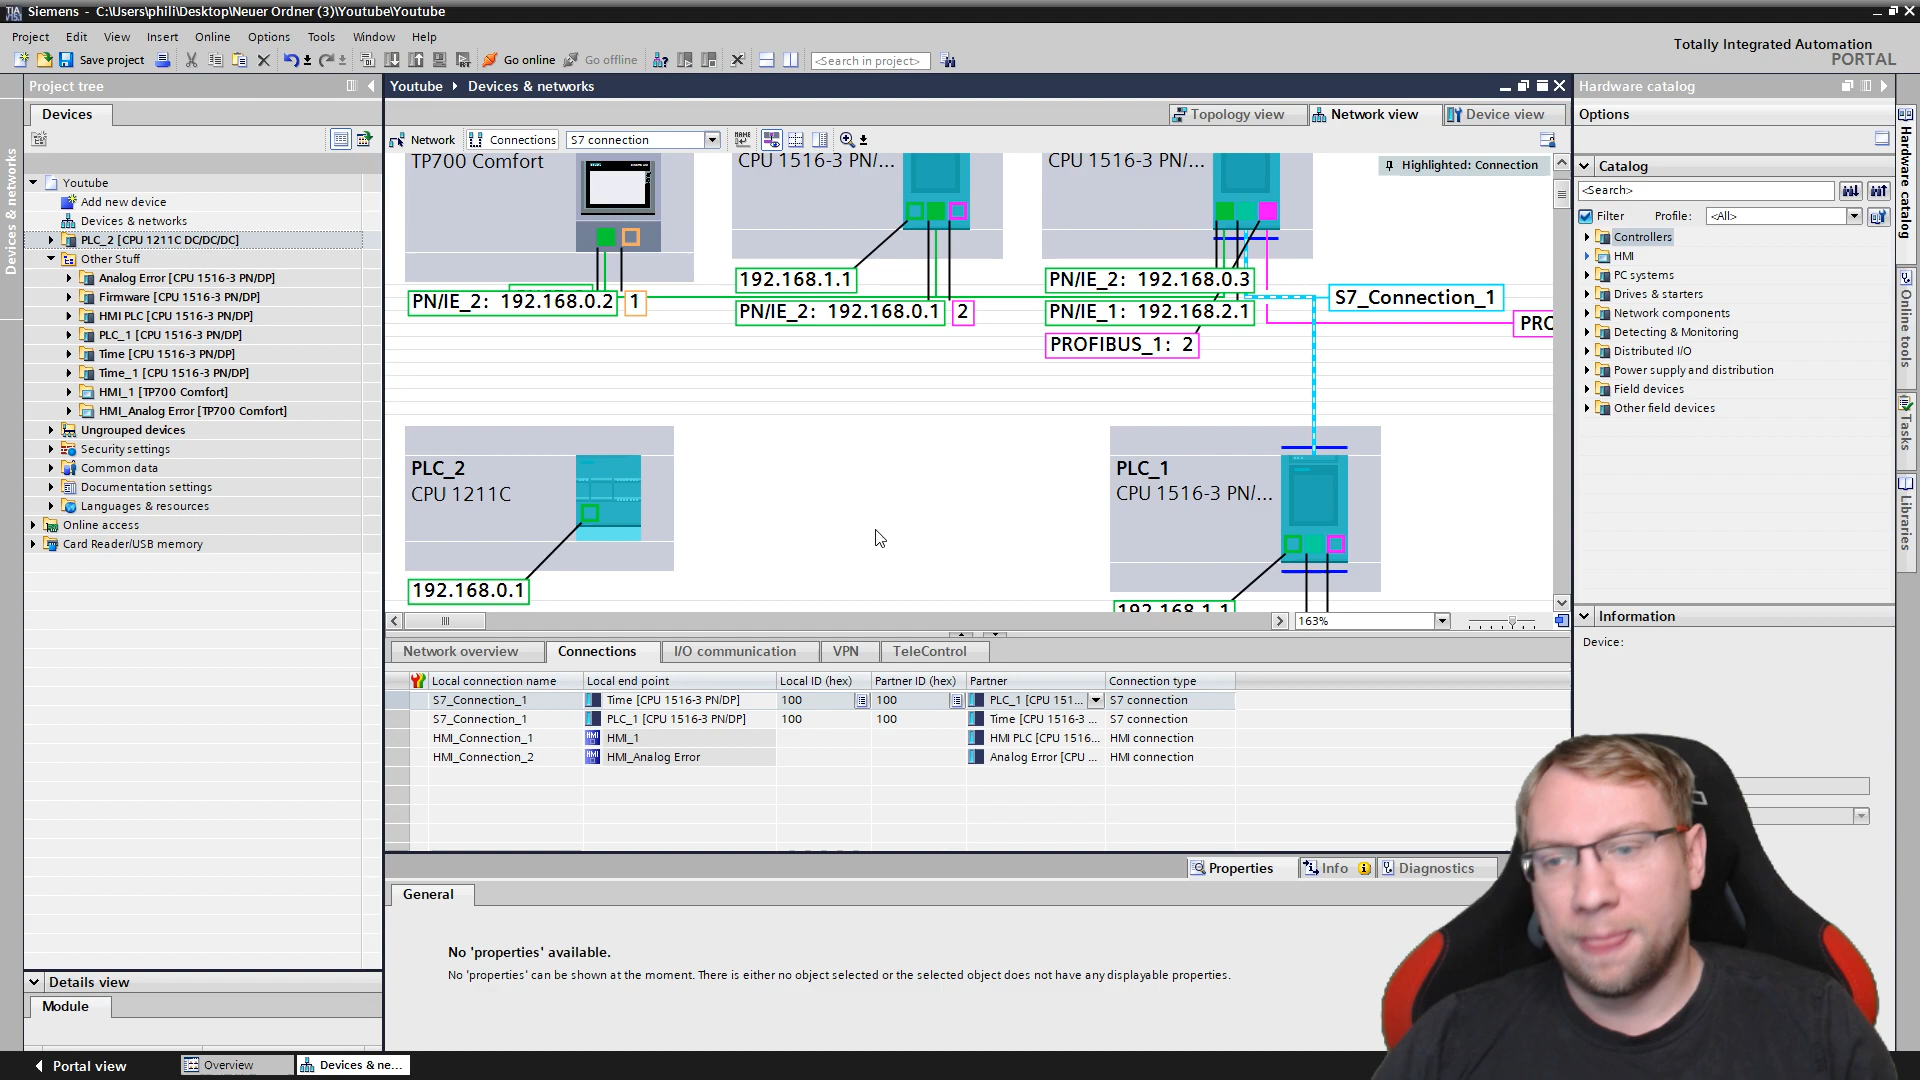 Siemens - C:\Users\phili\Desktop\Neuer Ordner (3)\Youtube\Youtube
Project Edit View Insert Online Options Tools Window Help
Totally Integrated Automation
PORTAL
Save project
Go online
Go offline
<Search in project>
Project tree
Youtube
Devices & networks
Hardware catalog
Devices
Topology view
Network view
Device view
Options
Network
Connections
S7 connection
Highlighted: Connection
Catalog
<Search>
Filter
Profile:
<All>
Controllers
HMI
PC systems
Drives & starters
Network components
Detecting & Monitoring
Distributed I/O
Power supply and distribution
Field devices
Other field devices
Devices & networks
Youtube
Add new device
Devices & networks
PLC_2 [CPU 1211C DC/DC/DC]
Other Stuff
Analog Error [CPU 1516-3 PN/DP]
Firmware [CPU 1516-3 PN/DP]
HMI PLC [CPU 1516-3 PN/DP]
PLC_1 [CPU 1516-3 PN/DP]
Time [CPU 1516-3 PN/DP]
Time_1 [CPU 1516-3 PN/DP]
HMI_1 [TP700 Comfort]
HMI_Analog Error [TP700 Comfort]
Ungrouped devices
Security settings
Common data
Documentation settings
Languages & resources
Online access
Card Reader/USB memory
TP700 Comfort
CPU 1516-3 PN/...
CPU 1516-3 PN/...
PN/IE_2: 192.168.0.2
1
192.168.1.1
PN/IE_2: 192.168.0.1
2
PN/IE_2: 192.168.0.3
PN/IE_1: 192.168.2.1
PROFIBUS_1: 2
S7_Connection_1
PRO
PLC_2
CPU 1211C
192.168.0.1
PLC_1
CPU 1516-3 PN/...
192.168.1.1
163%
Network overview
Connections
I/O communication
VPN
TeleControl
Local connection name
Local end point
Local ID (hex)
Partner ID (hex)
Partner
Connection type
S7_Connection_1 Time [CPU 1516-3 PN/DP] 100 100 PLC_1 [CPU 151... S7 connection
S7_Connection_1 PLC_1 [CPU 1516-3 PN/DP] 100 100 Time [CPU 1516-3 ... S7 connection
HMI_Connection_1 HMI_1 HMI PLC [CPU 1516... HMI connection
HMI_Connection_2 HMI_Analog Error Analog Error [CPU ... HMI connection
Information
Device:
Properties
Info
Diagnostics
General
No 'properties' available.
No 'properties' can be shown at the moment. There is either no object selected or the selected object does not have any displayable properties.
Details view
Module
Hardware catalog
Online tools
Tasks
Libraries
Portal view
Overview
Devices & ne...